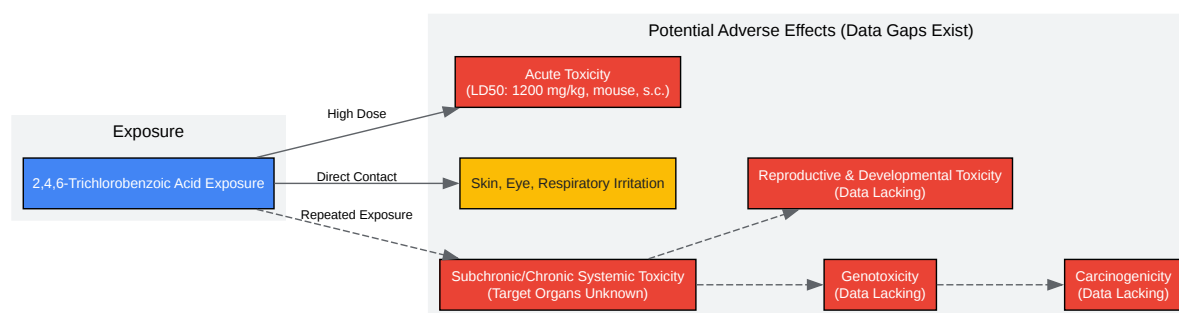 Potential Adverse Effects (Data Gaps Exist)
Acute Toxicity
(LD50: 1200 mg/kg, mouse, s.c.)
High Dose
Exposure
2,4,6-Trichlorobenzoic Acid Exposure
Direct Contact
Skin, Eye, Respiratory Irritation
Reproductive & Developmental Toxicity
(Data Lacking)
Repeated Exposure
Subchronic/Chronic Systemic Toxicity
(Target Organs Unknown)
Genotoxicity
(Data Lacking)
Carcinogenicity
(Data Lacking)